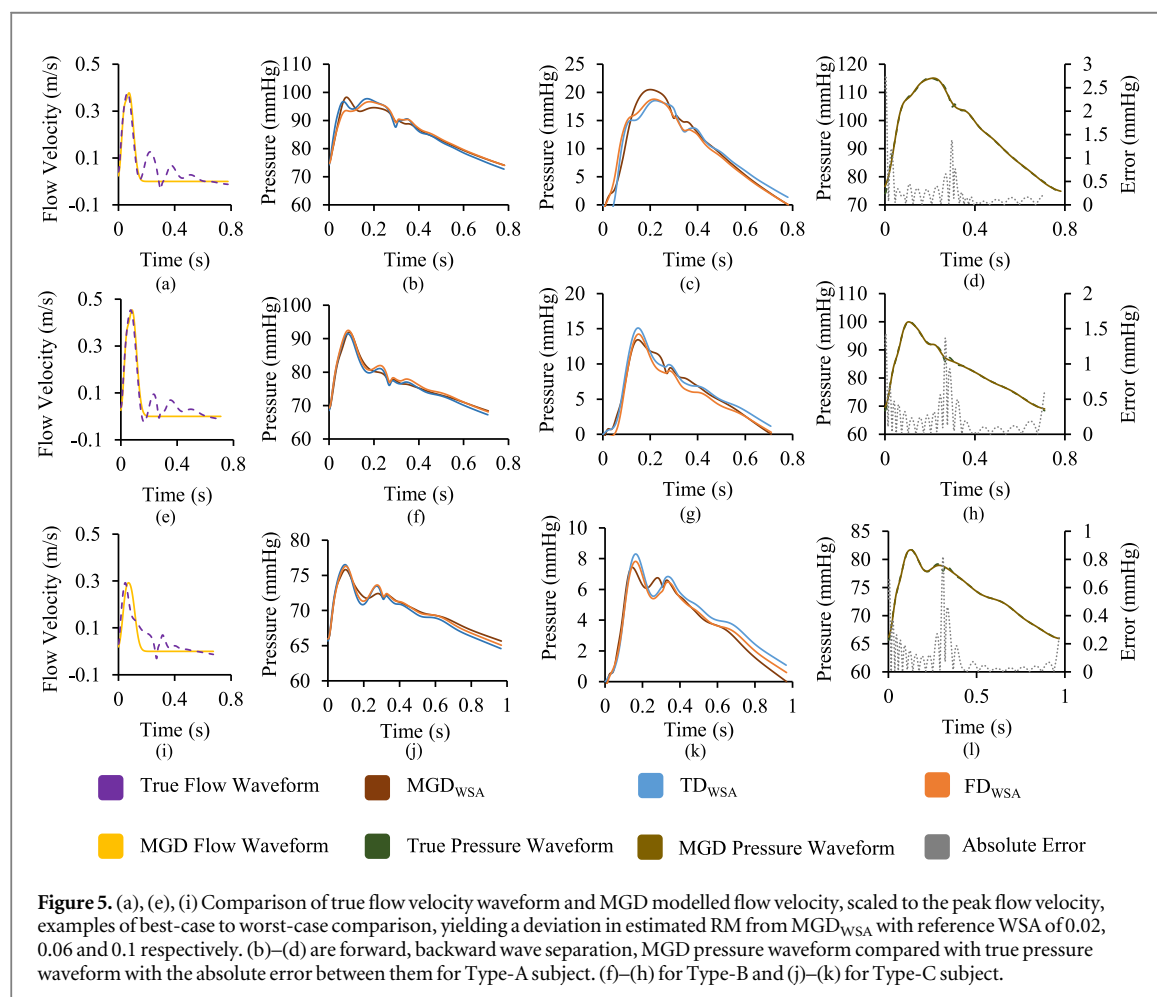 Flow Velocity (m/s)
0.5
0.3
0.1
−0.1
0 0.4 0.8
Time (s)
(a)
Pressure (mmHg)
110
100
90
80
70
60
0 0.2 0.4 0.6 0.8
Time (s)
(b)
Pressure (mmHg)
25
20
15
10
5
0
0 0.2 0.4 0.6 0.8
Time (s)
(c)
Pressure (mmHg)
120
110
100
90
80
70
0 0.2 0.4 0.6 0.8
Time (s)
3
2.5
2
1.5
1
0.5
0
Error (mmHg)
(d)
Flow Velocity (m/s)
0.5
0.3
0.1
−0.1
0 0.4 0.8
Time (s)
(e)
Pressure (mmHg)
100
90
80
70
60
0 0.2 0.4 0.6 0.8
Time (s)
(f)
Pressure (mmHg)
20
15
10
5
0
0 0.2 0.4 0.6 0.8
Time (s)
(g)
Pressure (mmHg)
110
100
90
80
70
60
0 0.2 0.4 0.6 0.8
Time (s)
2
1.5
1
0.5
0
Error (mmHg)
(h)
Flow Velocity (m/s)
0.5
0.3
0.1
−0.1
0 0.4 0.8
Time (s)
(i)
Pressure (mmHg)
80
75
70
65
60
0 0.2 0.4 0.6 0.8 1
Time (s)
(j)
Pressure (mmHg)
10
8
6
4
2
0
0 0.2 0.4 0.6 0.8 1
Time (s)
(k)
Pressure (mmHg)
85
80
75
70
65
60
0 0.5 1
Time (s)
1
0.8
0.6
0.4
0.2
0
Error (mmHg)
(l)
True Flow Waveform MGD_WSA TD_WSA FD_WSA
MGD Flow Waveform True Pressure Waveform MGD Pressure Waveform Absolute Error
Figure 5. (a), (e), (i) Comparison of true flow velocity waveform and MGD modelled flow velocity, scaled to the peak flow velocity,
examples of best-case to worst-case comparison, yielding a deviation in estimated RM from MGD_WSA with reference WSA of 0.02,
0.06 and 0.1 respectively. (b)–(d) are forward, backward wave separation, MGD pressure waveform compared with true pressure
waveform with the absolute error between them for Type-A subject. (f)–(h) for Type-B and (j)–(k) for Type-C subject.